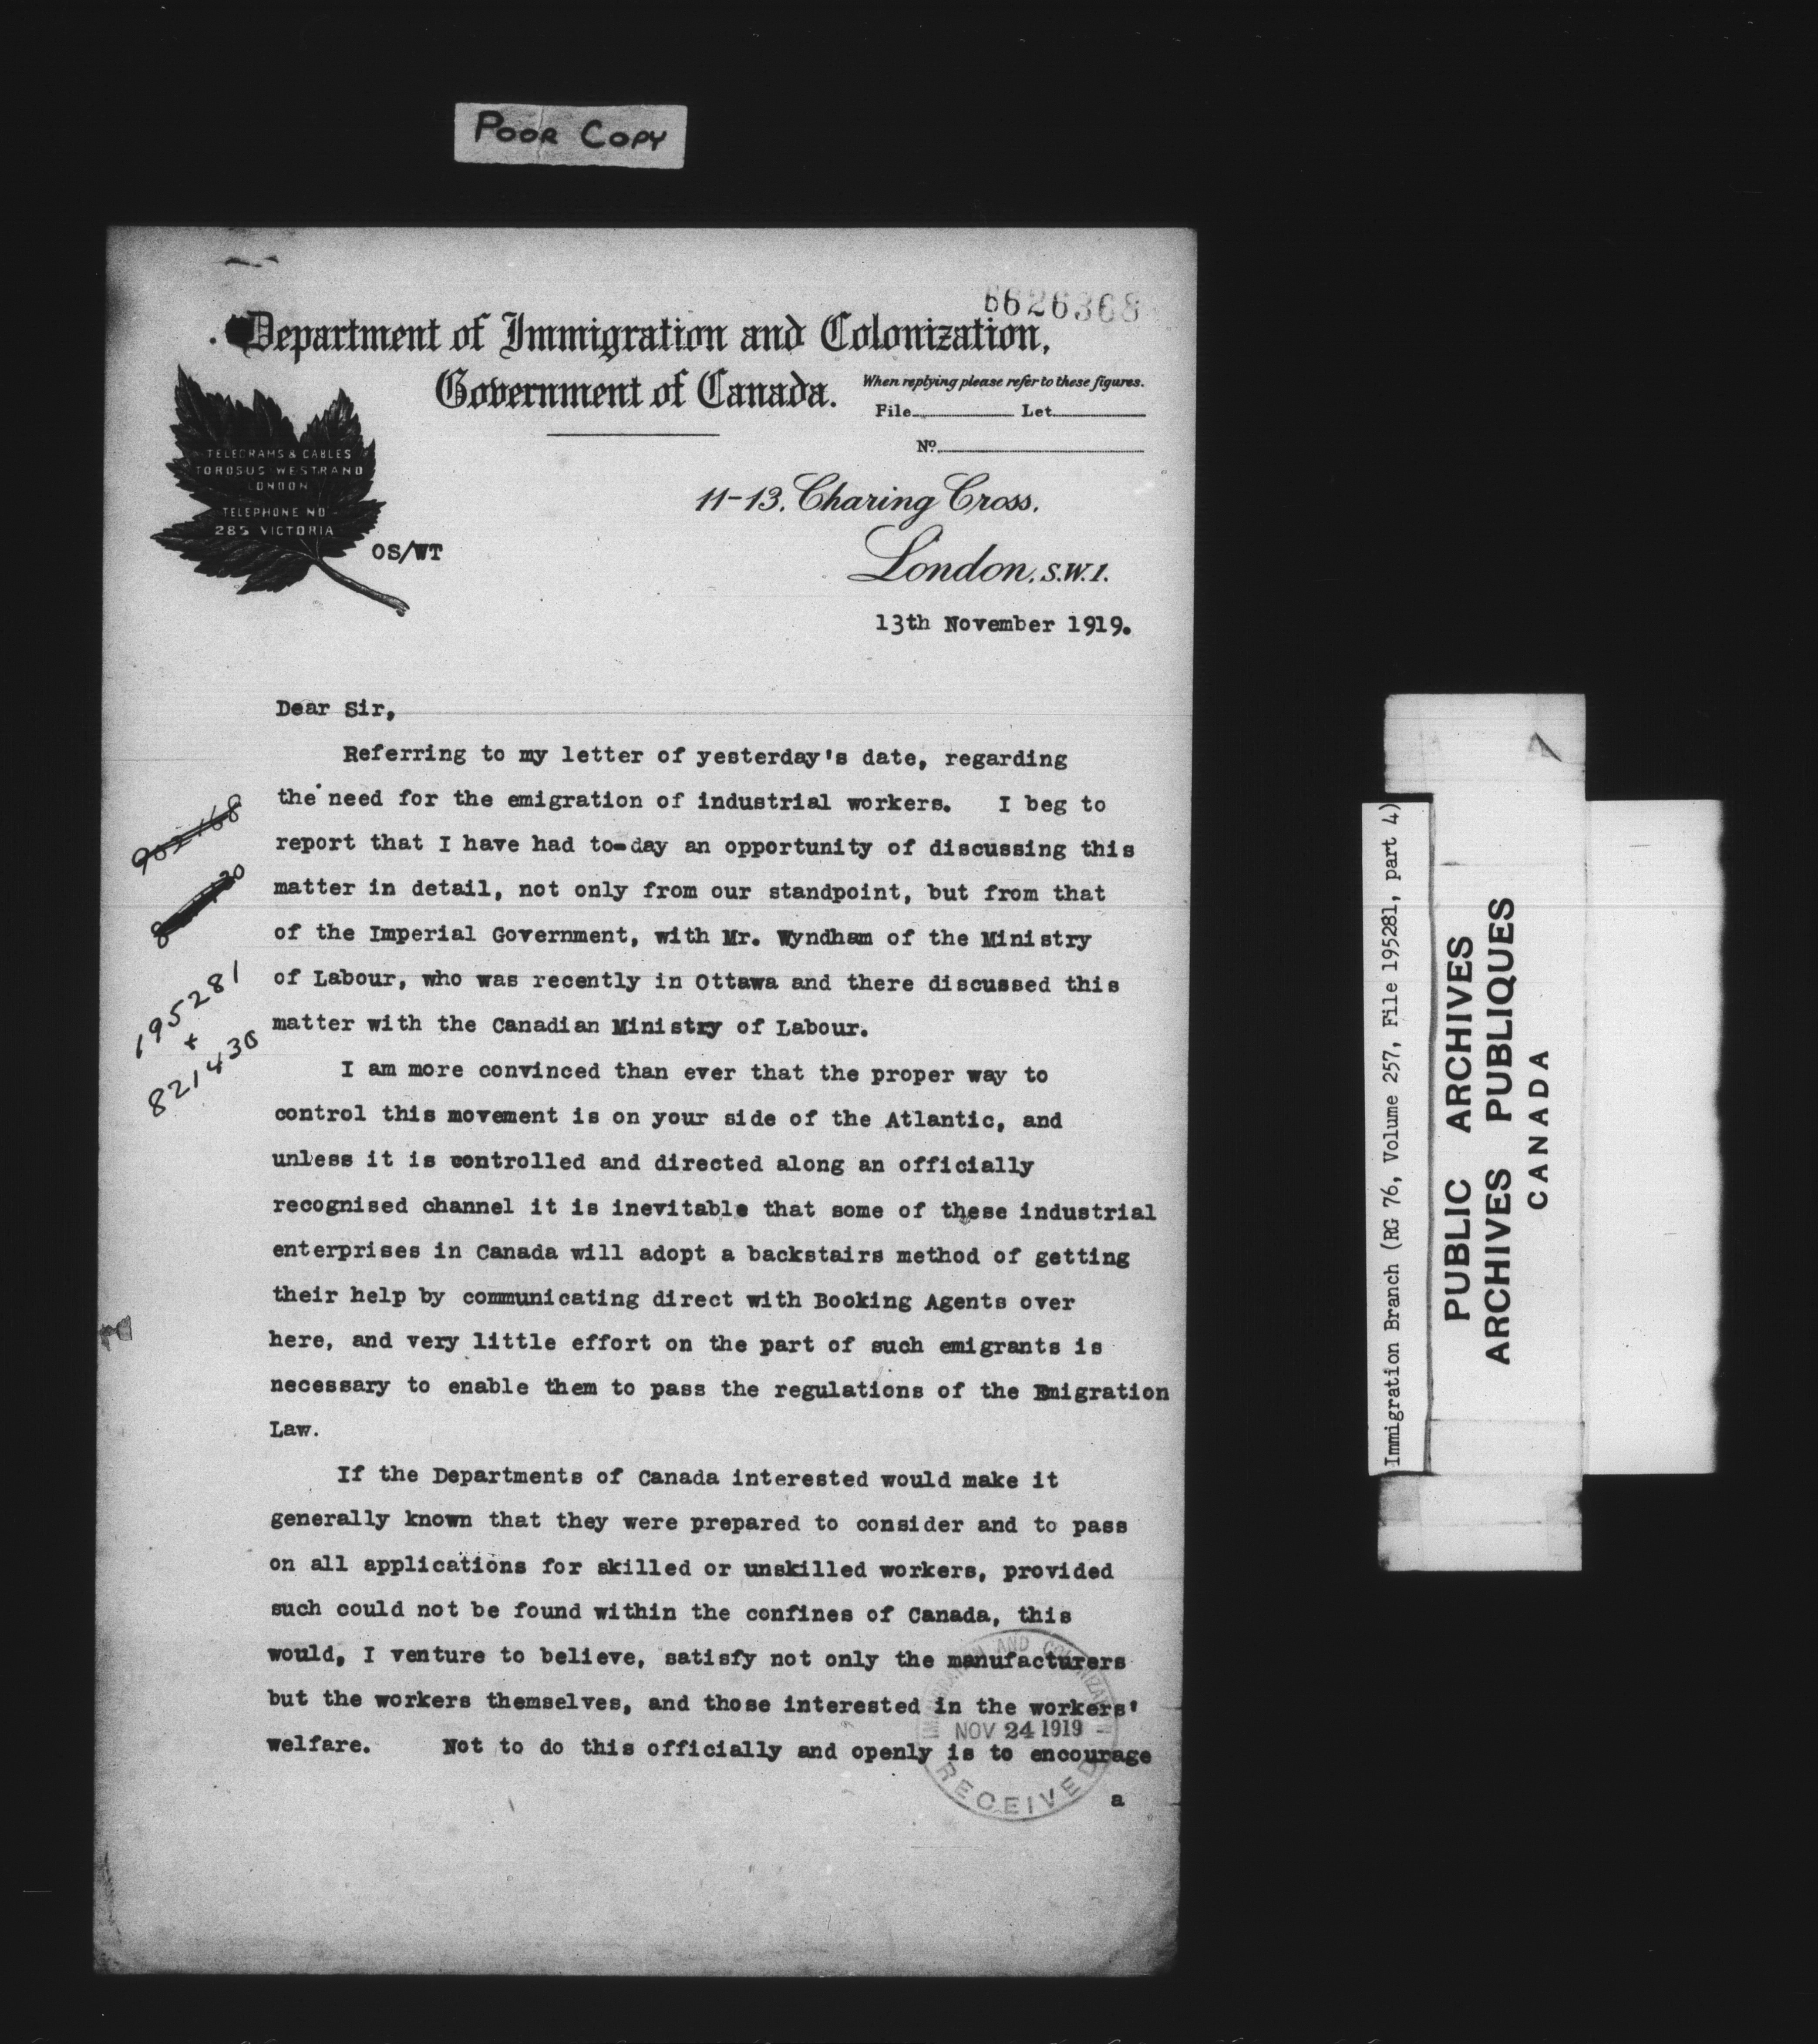 POOR COPY
6626368
Department of Immigration and Colonization,
Government of Canada.
When replying please refer to these figures.
File Let
No.
TELEGRAMS & CABLES
TOROSUS WESTRAND
LONDON
TELEPHONE NO
285 VICTORIA
OS/WT
11-13, Charing Cross,
London, S.W.1.
13th November 1919.
Dear Sir,
Referring to my letter of yesterday's date, regarding
the need for the emigration of industrial workers. I beg to
report that I have had to-day an opportunity of discussing this
matter in detail, not only from our standpoint, but from that
of the Imperial Government, with Mr. Wyndham of the Ministry
of Labour, who was recently in Ottawa and there discussed this
matter with the Canadian Ministry of Labour.
195281
+
821430
I am more convinced than ever that the proper way to
control this movement is on your side of the Atlantic, and
unless it is controlled and directed along an officially
recognised channel it is inevitable that some of these industrial
enterprises in Canada will adopt a backstairs method of getting
their help by communicating direct with Booking Agents over
here, and very little effort on the part of such emigrants is
necessary to enable them to pass the regulations of the Emigration
Law.
If the Departments of Canada interested would make it
generally known that they were prepared to consider and to pass
on all applications for skilled or unskilled workers, provided
such could not be found within the confines of Canada, this
would, I venture to believe, satisfy not only the manufacturers
but the workers themselves, and those interested in the workers'
welfare. Not to do this officially and openly is to encourage
a
IMMIGRATION AND COLONIZATION
NOV 24 1919
RECEIVED
Immigration Branch (RG 76, Volume 257, File 195281, part 4)
PUBLIC ARCHIVES
ARCHIVES PUBLIQUES
CANADA